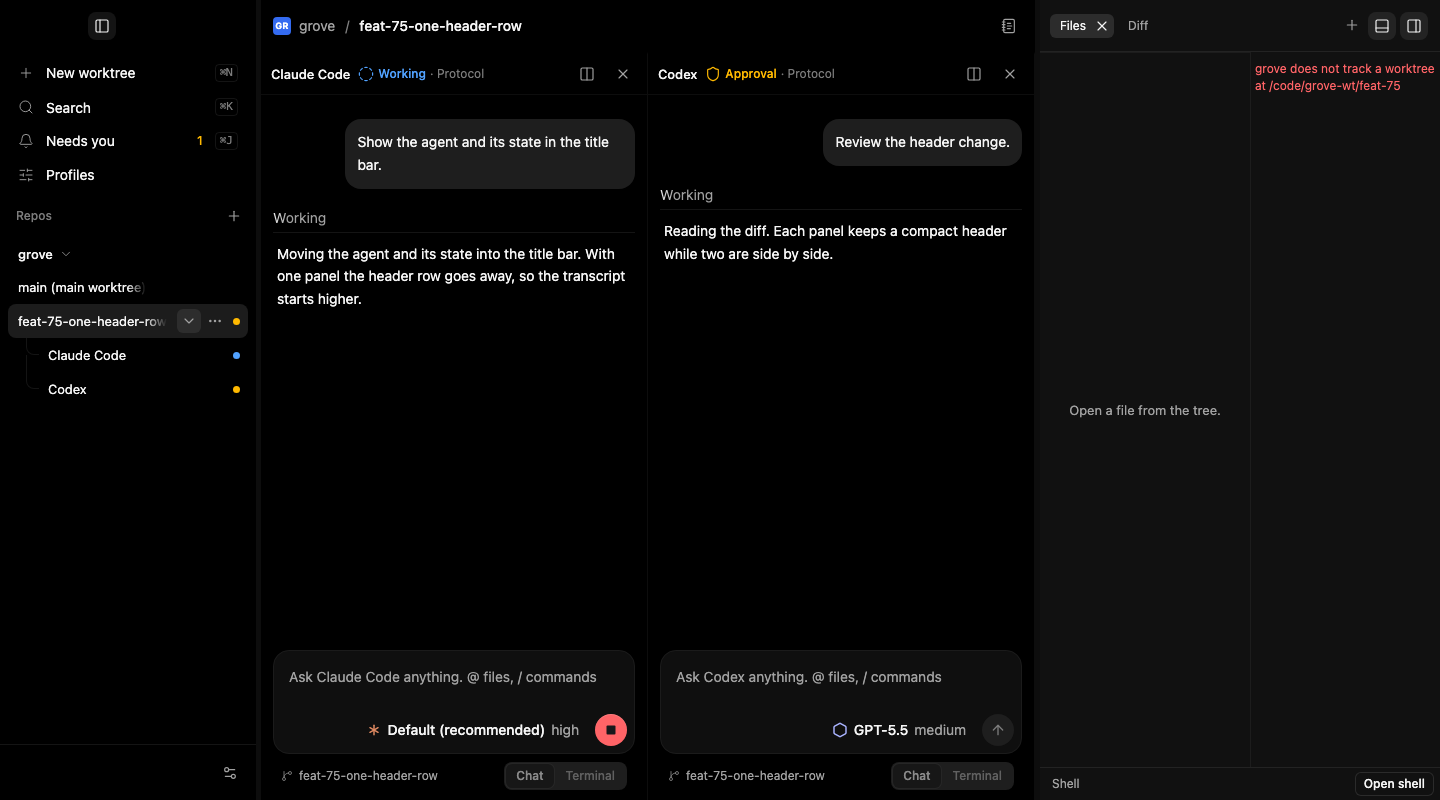 New worktree ⌘N
Search ⌘K
Needs you 1 ⌘J
Profiles
Repos
grove
main (main worktree)
feat-75-one-header-row
Claude Code
Codex
GR grove / feat-75-one-header-row
Claude Code Working · Protocol
Show the agent and its state in the title
bar.
Working
Moving the agent and its state into the title bar. With
one panel the header row goes away, so the transcript
starts higher.
Ask Claude Code anything. @ files, / commands
Default (recommended) high
feat-75-one-header-row Chat Terminal
Codex Approval · Protocol
Review the header change.
Working
Reading the diff. Each panel keeps a compact header
while two are side by side.
Ask Codex anything. @ files, / commands
GPT-5.5 medium
feat-75-one-header-row Chat Terminal
Files Diff
Open a file from the tree.
grove does not track a worktree
at /code/grove-wt/feat-75
Shell Open shell